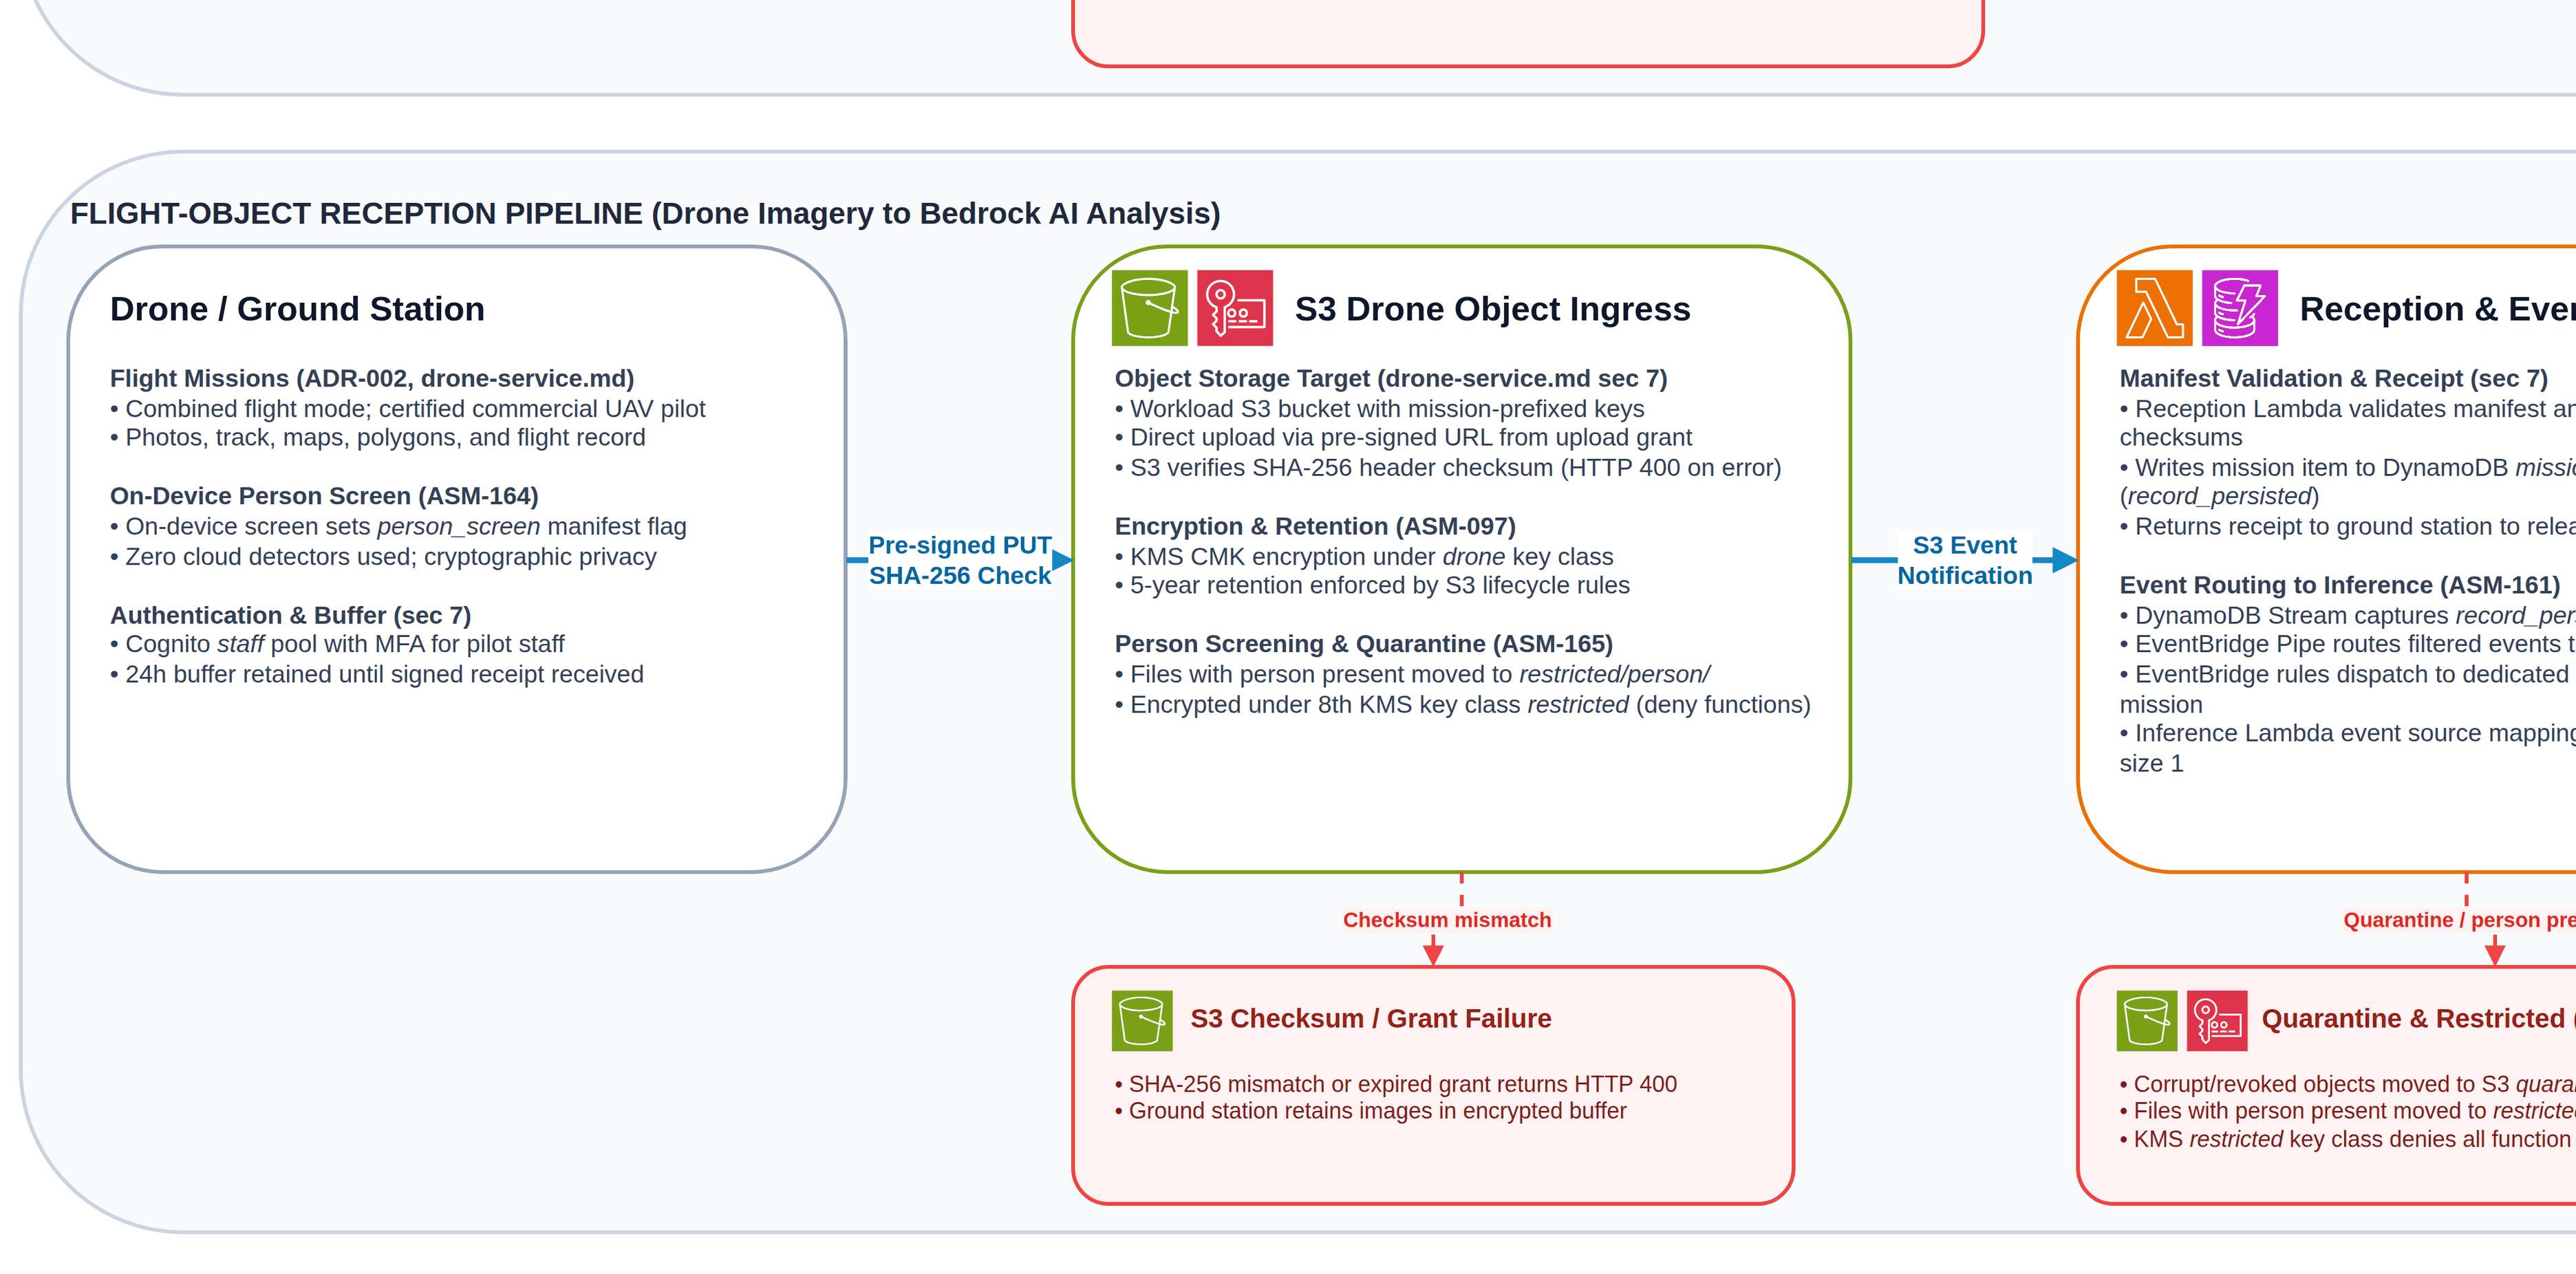 FLIGHT-OBJECT RECEPTION PIPELINE (Drone Imagery to Bedrock AI Analysis)
Drone / Ground Station
Flight Missions (ADR-002, drone-service.md)
• Combined flight mode; certified commercial UAV pilot
• Photos, track, maps, polygons, and flight record
On-Device Person Screen (ASM-164)
• On-device screen sets person_screen manifest flag
• Zero cloud detectors used; cryptographic privacy
Authentication & Buffer (sec 7)
• Cognito staff pool with MFA for pilot staff
• 24h buffer retained until signed receipt received
Pre-signed PUT
SHA-256 Check
S3 Drone Object Ingress
Object Storage Target (drone-service.md sec 7)
• Workload S3 bucket with mission-prefixed keys
• Direct upload via pre-signed URL from upload grant
• S3 verifies SHA-256 header checksum (HTTP 400 on error)
Encryption & Retention (ASM-097)
• KMS CMK encryption under drone key class
• 5-year retention enforced by S3 lifecycle rules
Person Screening & Quarantine (ASM-165)
• Files with person present moved to restricted/person/
• Encrypted under 8th KMS key class restricted (deny functions)
S3 Event
Notification
Reception &
Manifest Validation & Receipt (sec 7)
• Reception Lambda validates manifest
checksums
• Writes mission item to DynamoDB
(record_persisted)
• Returns receipt to ground station to
Event Routing to Inference (ASM-161)
• DynamoDB Stream captures
• EventBridge Pipe routes filtered events
• EventBridge rules dispatch to dedicated
mission
• Inference Lambda event source mapping
size 1
Checksum mismatch
S3 Checksum / Grant Failure
• SHA-256 mismatch or expired grant returns HTTP 400
• Ground station retains images in encrypted buffer
Quarantine / person
Quarantine & Restricted (
• Corrupt/revoked objects moved to S3
• Files with person present moved to
• KMS restricted key class denies all function